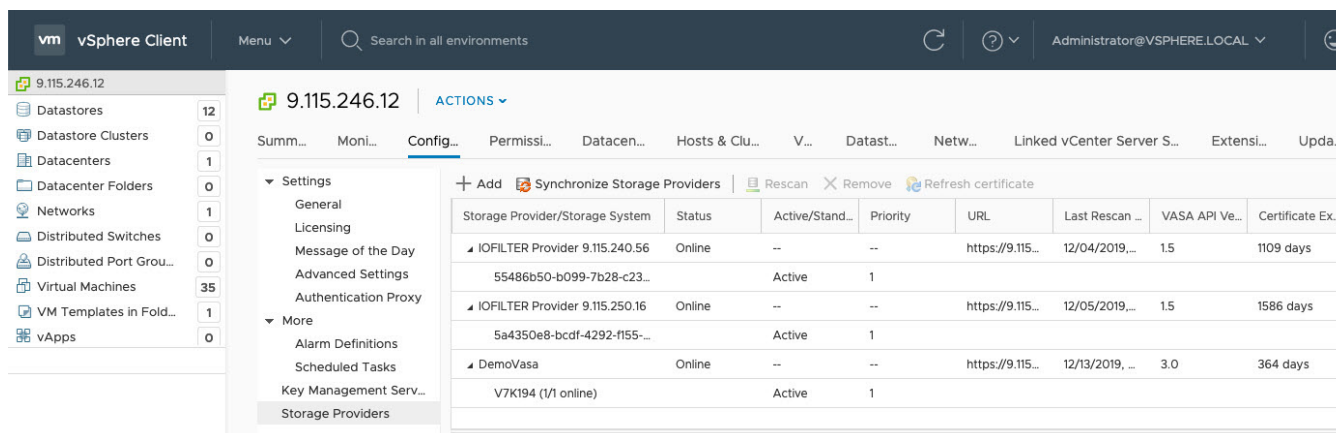 vm vSphere Client Menu Search in all environments Administrator@VSPHERE.LOCAL
9.115.246.12
Datastores 12
Datastore Clusters 0
Datacenters 1
Datacenter Folders 0
Networks 1
Distributed Switches 0
Distributed Port Grou... 0
Virtual Machines 35
VM Templates in Fold... 1
vApps 0
9.115.246.12 ACTIONS
Summ... Moni... Config... Permissi... Datacen... Hosts & Clu... V... Datast... Netw... Linked vCenter Server S... Extensi... Upda...
Settings
General
Licensing
Message of the Day
Advanced Settings
Authentication Proxy
More
Alarm Definitions
Scheduled Tasks
Key Management Serv...
Storage Providers
Add Synchronize Storage Providers Rescan Remove Refresh certificate
Storage Provider/Storage System Status Active/Stand... Priority URL Last Rescan ... VASA API Ve... Certificate Ex.
IOFILTER Provider 9.115.240.56 Online -- -- https://9.115... 12/04/2019,... 1.5 1109 days
55486b50-b099-7b28-c23... Active 1
IOFILTER Provider 9.115.250.16 Online -- -- https://9.115... 12/05/2019,... 1.5 1586 days
5a4350e8-bcdf-4292-f155-... Active 1
DemoVasa Online -- -- https://9.115... 12/13/2019, ... 3.0 364 days
V7K194 (1/1 online) Active 1